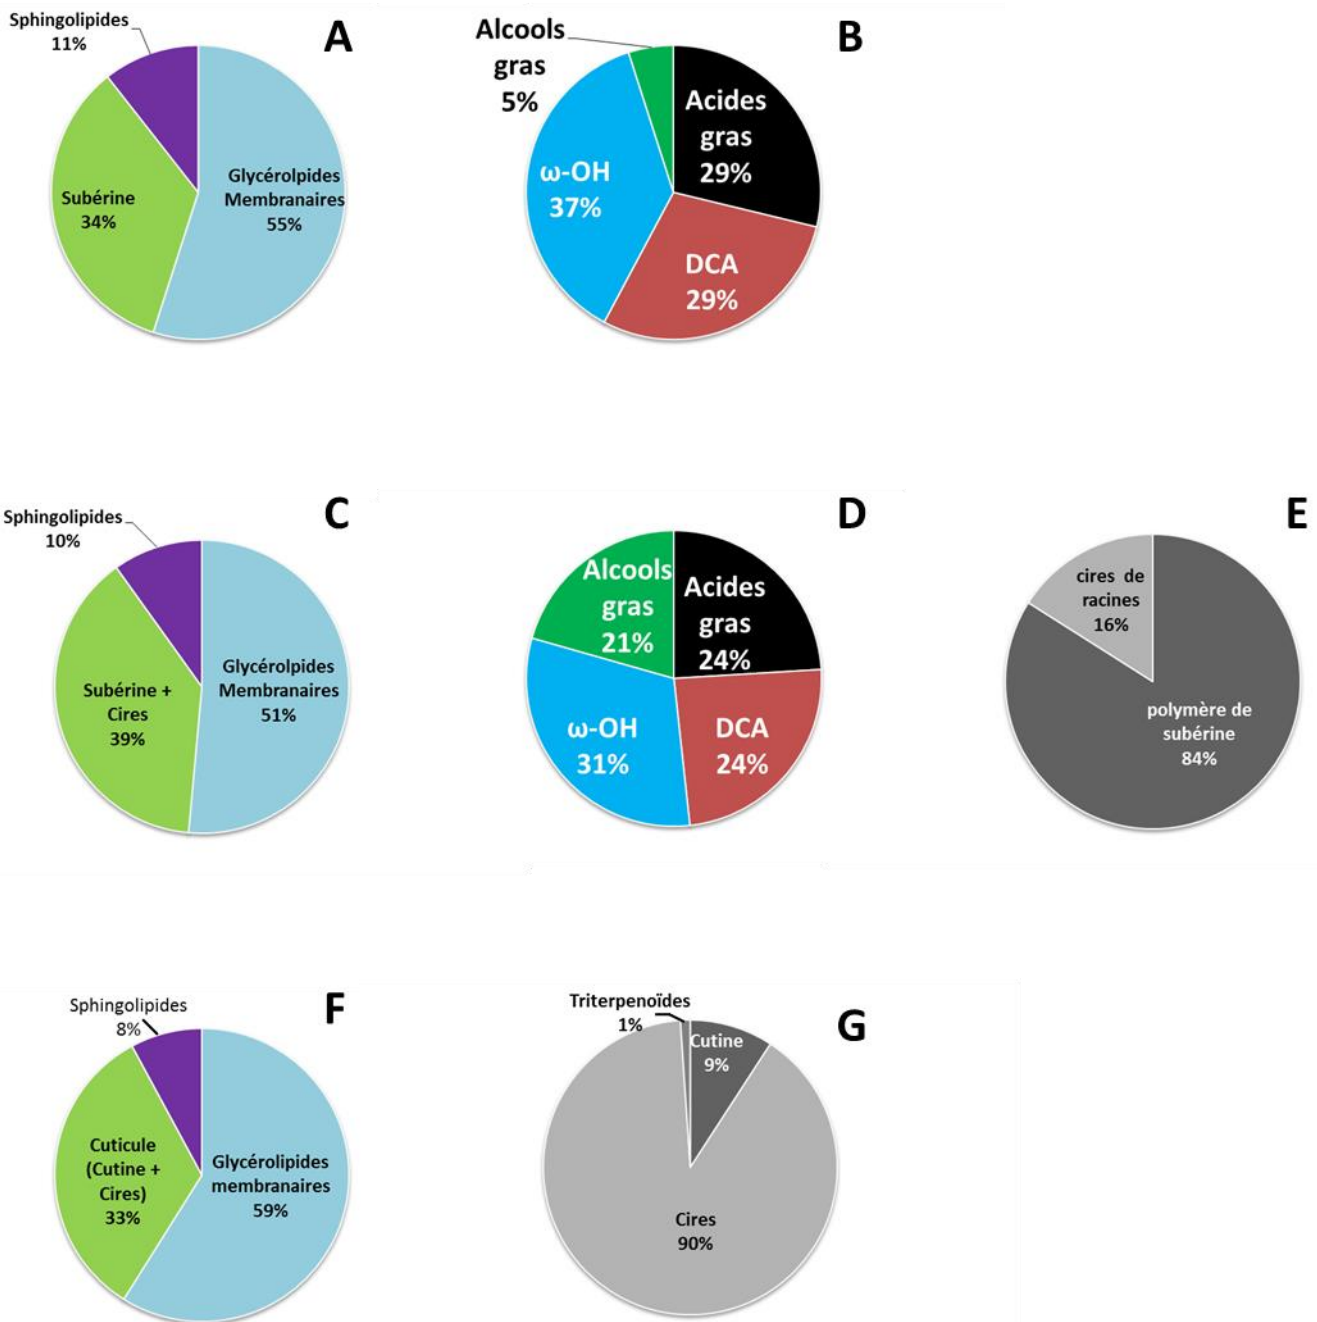 Sphingolipides
11%
A
Glycérolpides
Membranaires
55%
Subérine
34%
Alcools
gras
5%
B
Acides
gras
29%
ω-OH
37%
DCA
29%
Sphingolipides
10%
C
Glycérolpides
Membranaires
51%
Subérine +
Cires
39%
D
Alcools
gras
21%
Acides
gras
24%
ω-OH
31%
DCA
24%
E
cires de
racines
16%
polymère de
subérine
84%
Sphingolipides
8%
F
Cuticule
(Cutine +
Cires)
33%
Glycérolipides
membranaires
59%
Triterpenoïdes
1%
G
Cutine
9%
Cires
90%